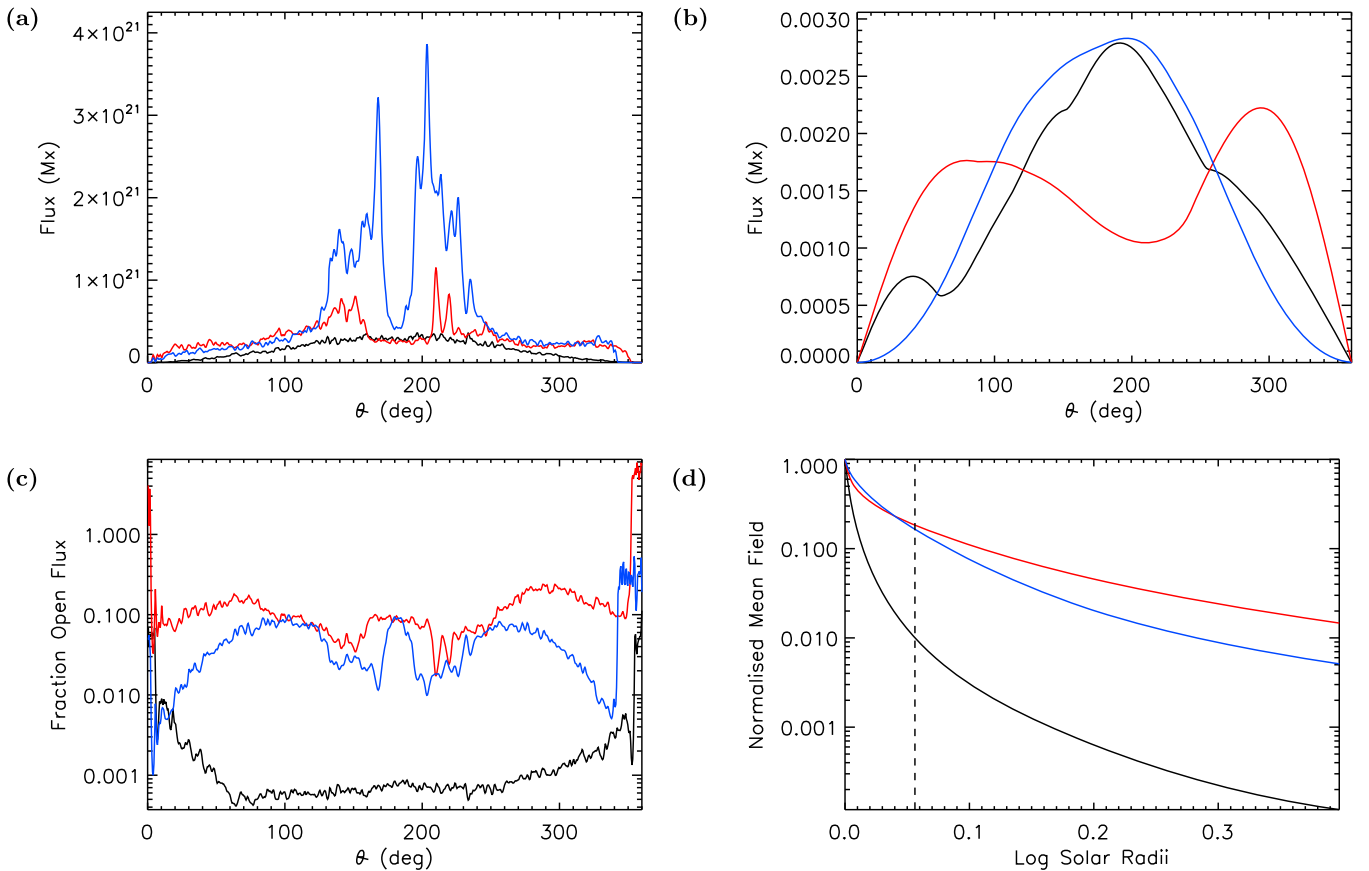 (a)
Flux (Mx)
4×10²¹
3×10²¹
2×10²¹
1×10²¹
0
0 100 200 300
θ (deg)
(b)
Flux (Mx)
0.0030
0.0025
0.0020
0.0015
0.0010
0.0005
0.0000
0 100 200 300
θ (deg)
(c)
Fraction Open Flux
1.000
0.100
0.010
0.001
0 100 200 300
θ (deg)
(d)
Normalised Mean Field
1.000
0.100
0.010
0.001
0.0 0.1 0.2 0.3
Log Solar Radii